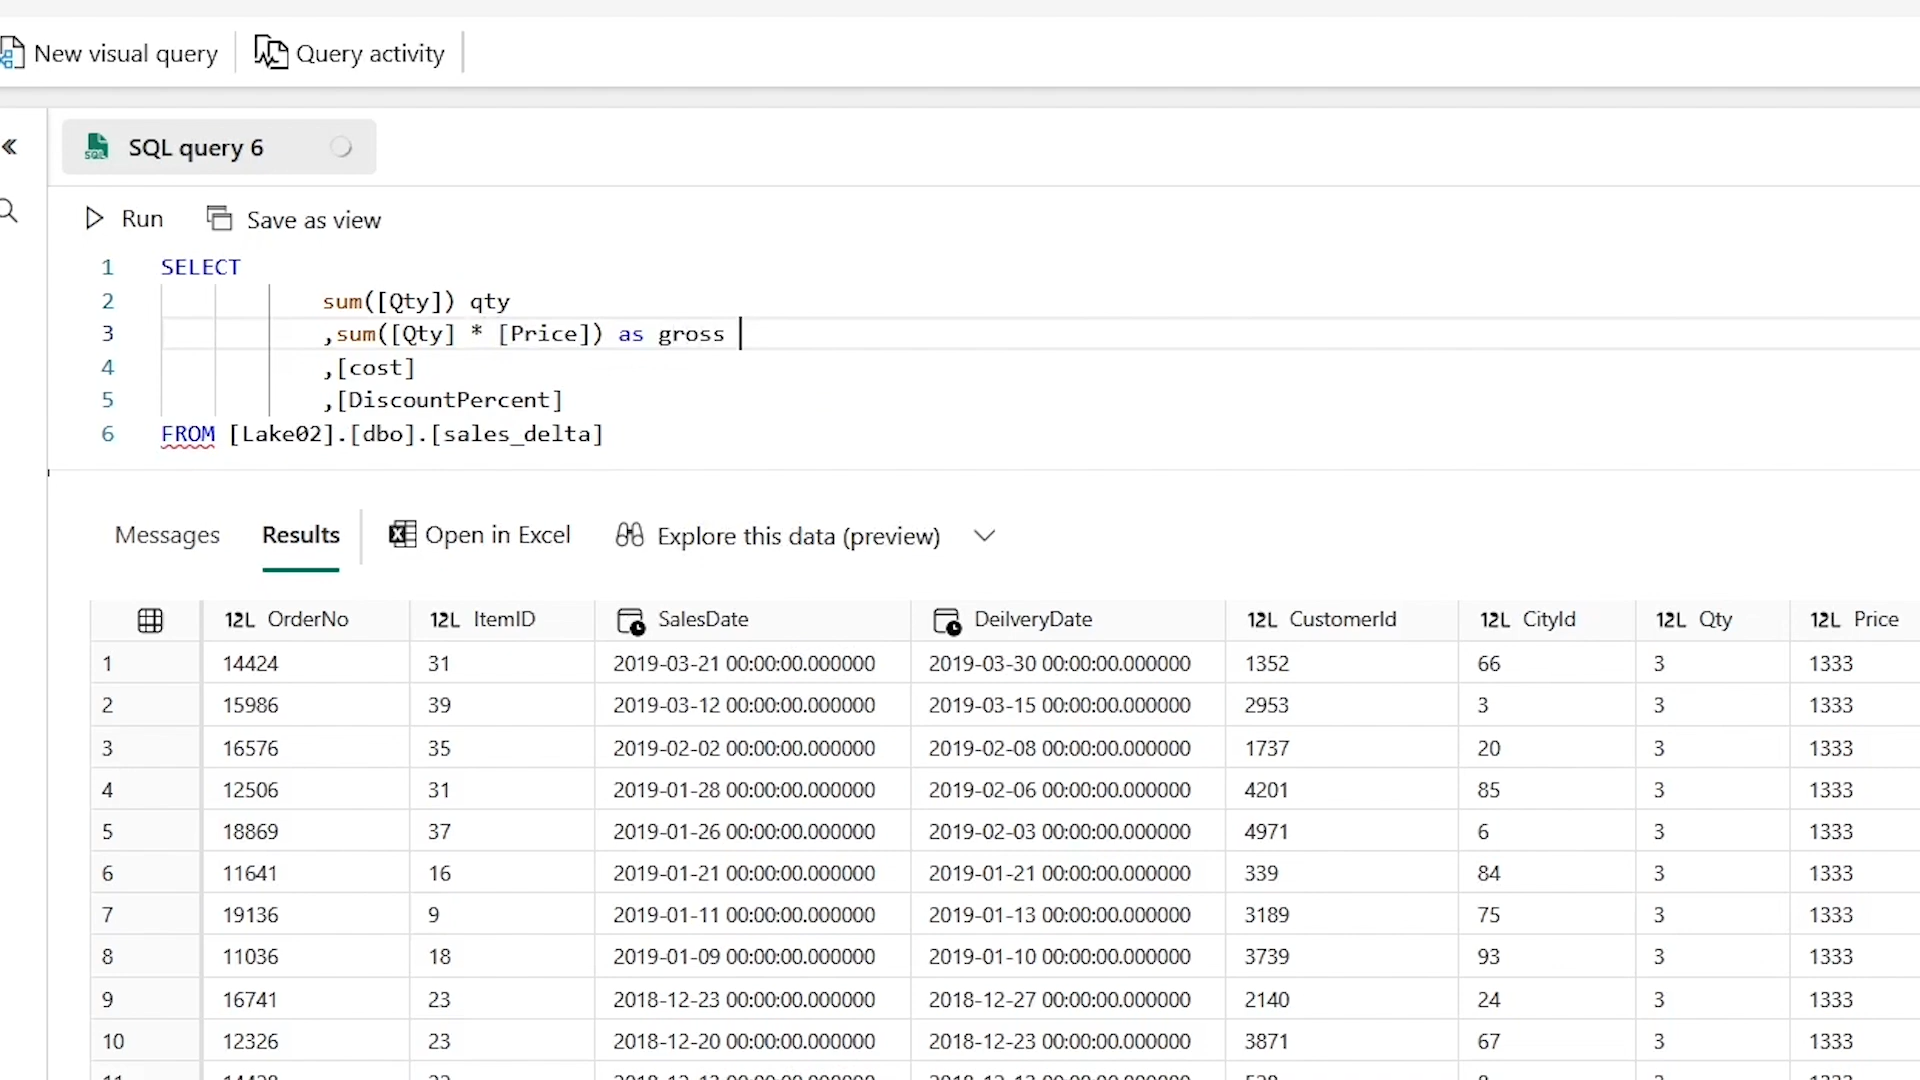 New visual query Query activity
SQL query 6
Run Save as view
1 SELECT
2 sum([Qty]) qty
3 ,sum([Qty] * [Price]) as gross
4 ,[cost]
5 ,[DiscountPercent]
6 FROM [Lake02].[dbo].[sales_delta]
Messages Results Open in Excel Explore this data (preview)
12L OrderNo 12L ItemID SalesDate DeilveryDate 12L CustomerId 12L CityId 12L Qty 12L Price
1 14424 31 2019-03-21 00:00:00.000000 2019-03-30 00:00:00.000000 1352 66 3 1333
2 15986 39 2019-03-12 00:00:00.000000 2019-03-15 00:00:00.000000 2953 3 3 1333
3 16576 35 2019-02-02 00:00:00.000000 2019-02-08 00:00:00.000000 1737 20 3 1333
4 12506 31 2019-01-28 00:00:00.000000 2019-02-06 00:00:00.000000 4201 85 3 1333
5 18869 37 2019-01-26 00:00:00.000000 2019-02-03 00:00:00.000000 4971 6 3 1333
6 11641 16 2019-01-21 00:00:00.000000 2019-01-21 00:00:00.000000 339 84 3 1333
7 19136 9 2019-01-11 00:00:00.000000 2019-01-13 00:00:00.000000 3189 75 3 1333
8 11036 18 2019-01-09 00:00:00.000000 2019-01-10 00:00:00.000000 3739 93 3 1333
9 16741 23 2018-12-23 00:00:00.000000 2018-12-27 00:00:00.000000 2140 24 3 1333
10 12326 23 2018-12-20 00:00:00.000000 2018-12-23 00:00:00.000000 3871 67 3 1333